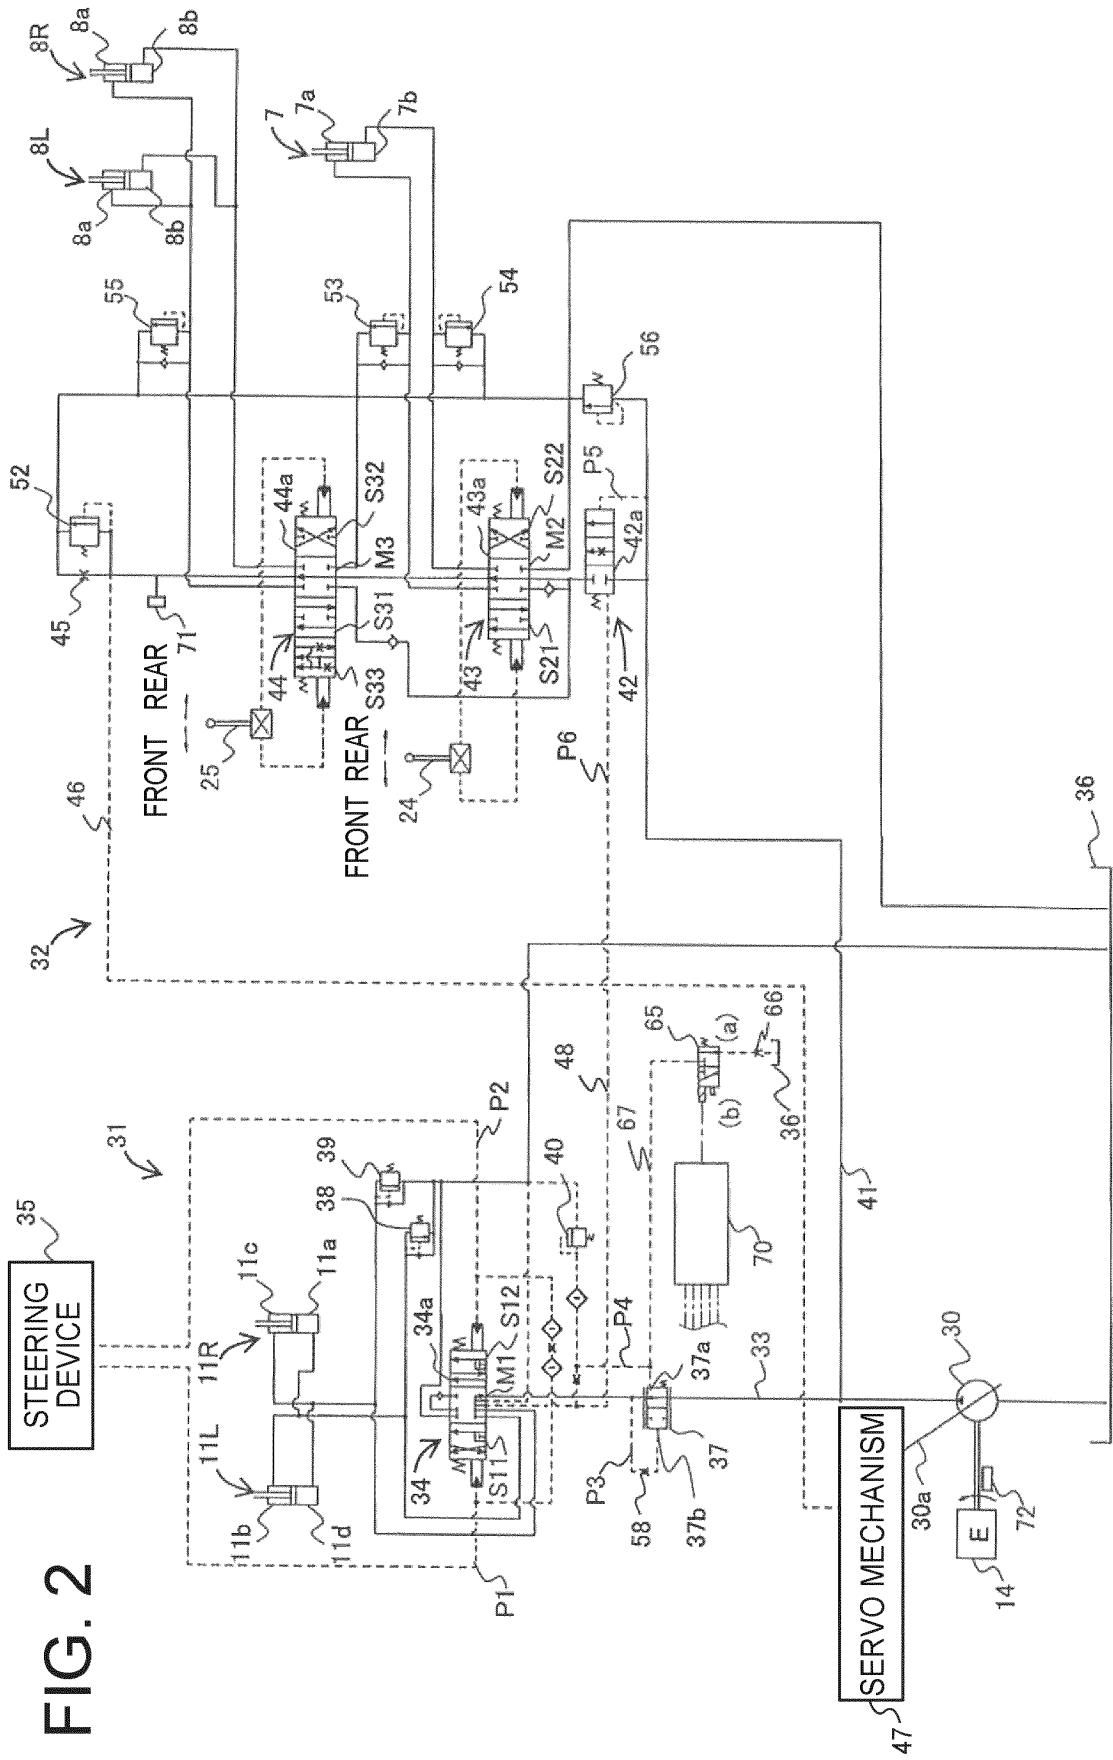 FIG. 2
STEERING
DEVICE
35
31
32
11R
11L
11c
11a
11b
11d
39
38
34
34a
S12
M1
S11
P1
P2
40
P4
P3
58
37
37a
37b
33
30
30a
E
14
72
SERVO MECHANISM
47
41
70
67
65
(a)
(b)
66
36
48
36
46
45
52
71
FRONT REAR
25
FRONT REAR
24
44
44a
S32
M3
S31
S33
43
43a
S22
M2
S21
42
42a
P5
P6
56
55
53
54
8R
8a
8b
8L
8a
8b
7
7a
7b